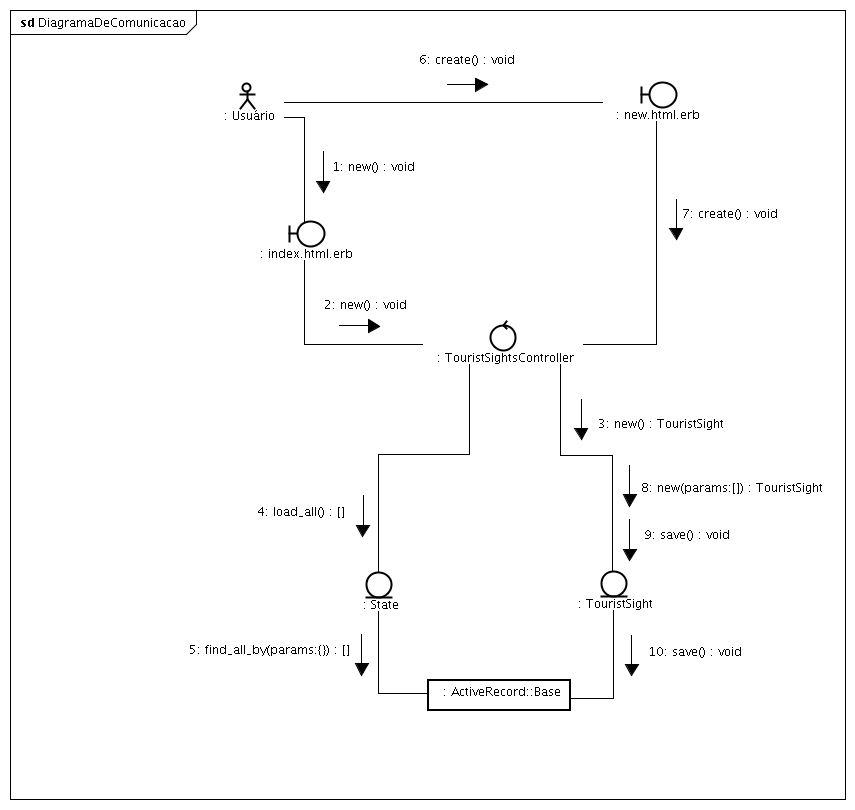 sd DiagramaDeComunicacao
6: create() : void
: Usuário
: new.html.erb
1: new() : void
7: create() : void
: index.html.erb
2: new() : void
: TouristSightsController
3: new() : TouristSight
8: new(params:[]) : TouristSight
4: load_all() : []
9: save() : void
: State
: TouristSight
5: find_all_by(params:{}) : []
10: save() : void
: ActiveRecord::Base